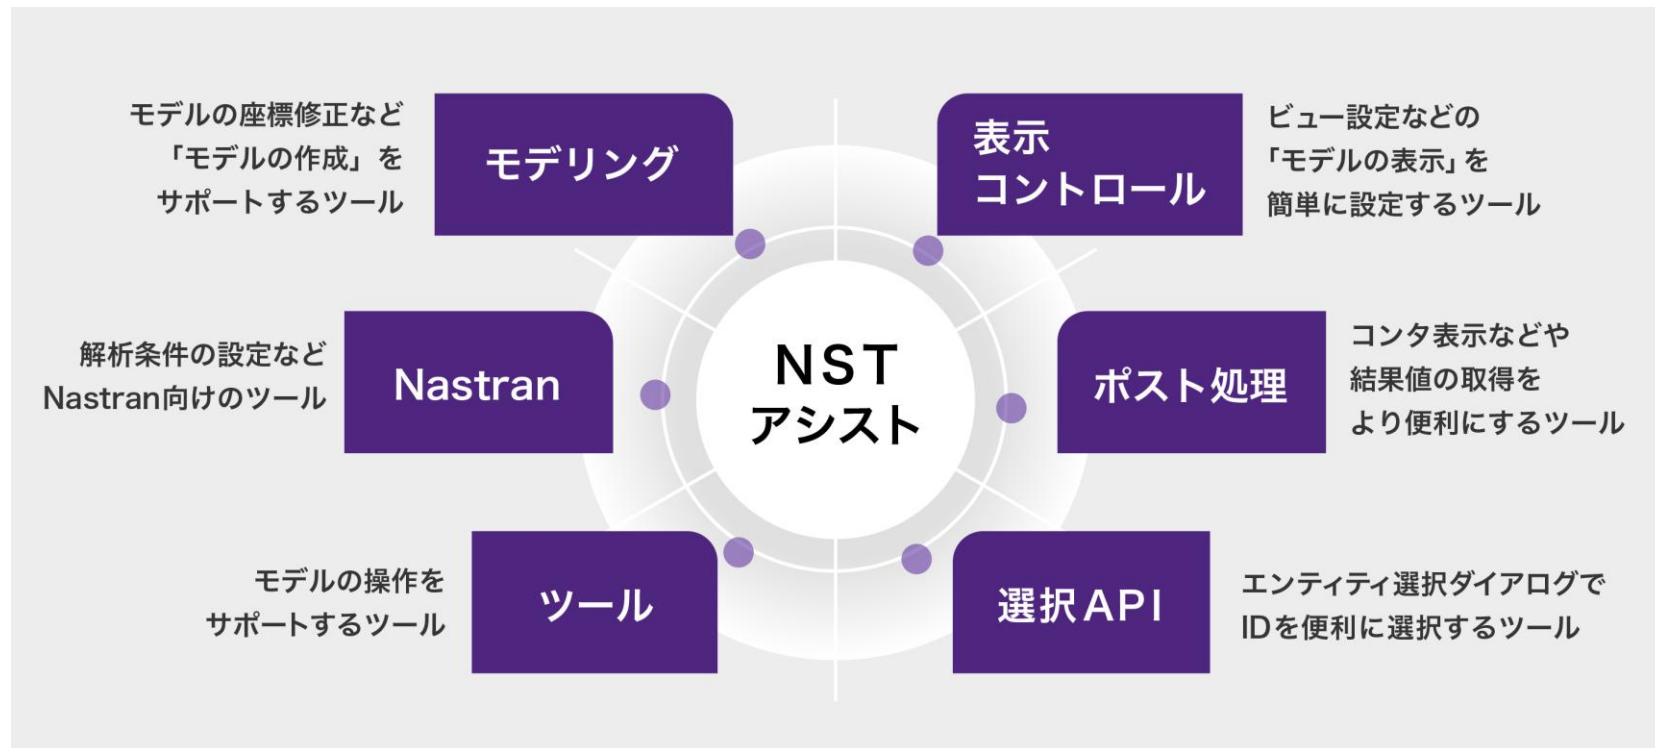 モデルの座標修正など
「モデルの作成」を
サポートするツール
モデリング
表示
コントロール
ビュー設定などの
「モデルの表示」を
簡単に設定するツール
解析条件の設定など
Nastran向けのツール
Nastran
NST
アシスト
ポスト処理
コンタ表示などや
結果値の取得を
より便利にするツール
モデルの操作を
サポートするツール
ツール
選択API
エンティティ選択ダイアログで
IDを便利に選択するツール